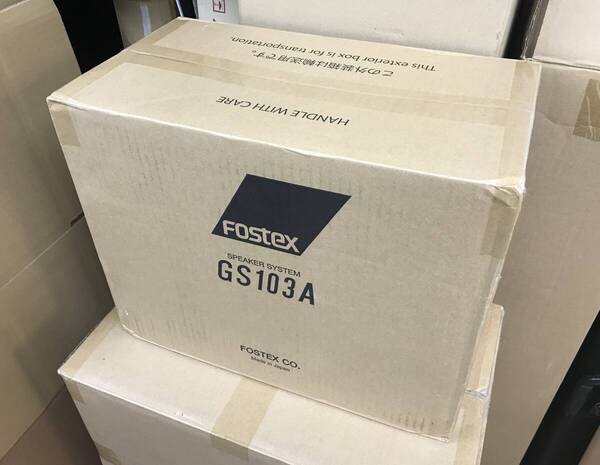 This exterior box is for transportation.
この外装箱は輸送用です。
HANDLE WITH CARE
FOSTEX
SPEAKER SYSTEM
GS103A
FOSTEX CO.
Made in Japan